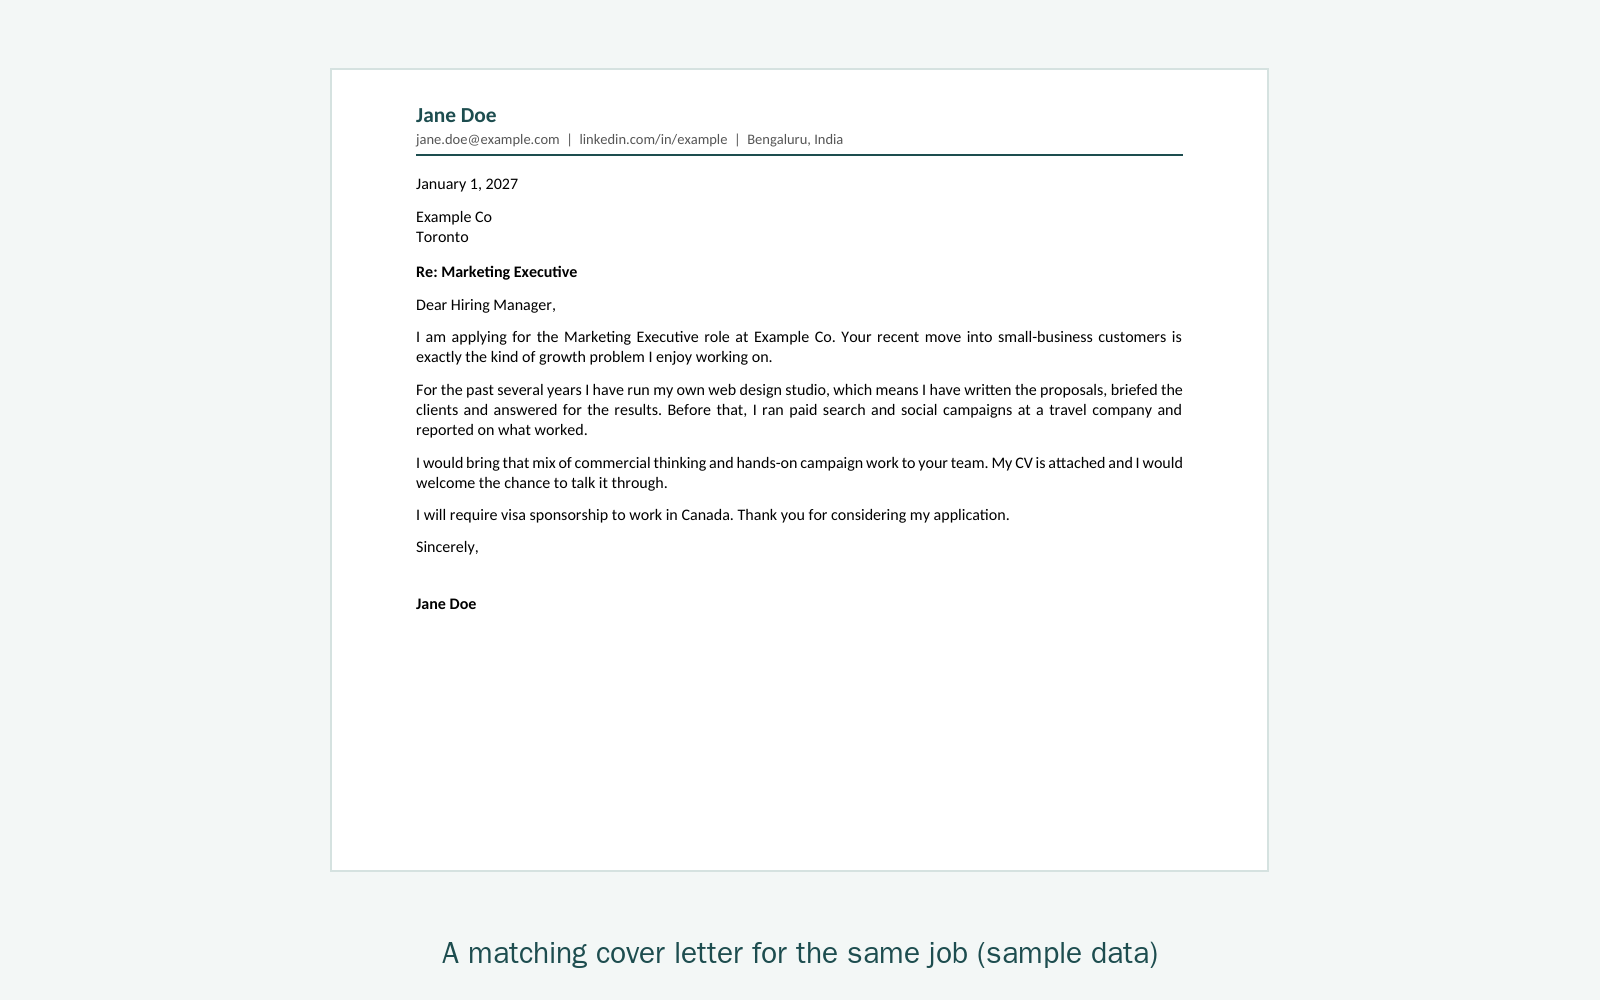 Jane Doe
jane.doe@example.com | linkedin.com/in/example | Bengaluru, India
January 1, 2027
Example Co
Toronto
Re: Marketing Executive
Dear Hiring Manager,
I am applying for the Marketing Executive role at Example Co. Your recent move into small-business customers is
exactly the kind of growth problem I enjoy working on.
For the past several years I have run my own web design studio, which means I have written the proposals, briefed the
clients and answered for the results. Before that, I ran paid search and social campaigns at a travel company and
reported on what worked.
I would bring that mix of commercial thinking and hands-on campaign work to your team. My CV is attached and I would
welcome the chance to talk it through.
I will require visa sponsorship to work in Canada. Thank you for considering my application.
Sincerely,
Jane Doe
A matching cover letter for the same job (sample data)